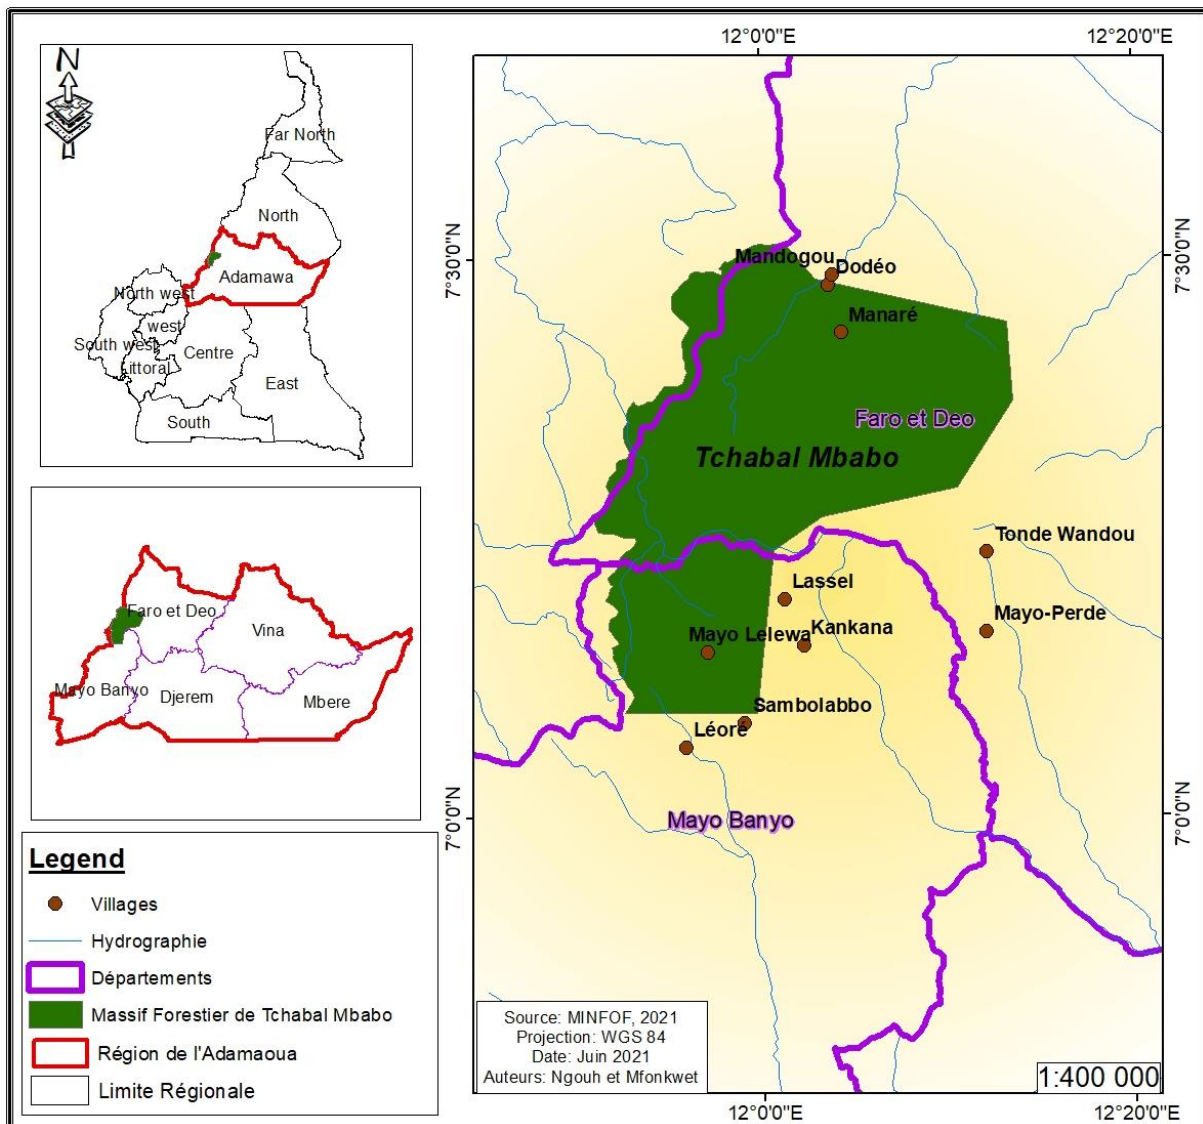 N
Far North
North
Adamawa
North west
west
South west
Littoral
Centre
East
South
Faro et Deo
Vina
Mayo Banyo
Djerem
Mbere
Legend
Villages
Hydrographie
Départements
Massif Forestier de Tchabal Mbabo
Région de l'Adamaoua
Limite Régionale
12°0'0"E
12°20'0"E
7°30'0"N
7°30'0"N
Mandogou
Dodéo
Manaré
Faro et Deo
Tchabal Mbabo
Tonde Wandou
Lassel
Mayo-Perde
Kankana
Mayo Lelewa
Sambolabbo
Léoré
Mayo Banyo
7°0'0"N
7°0'0"N
Source: MINFOF, 2021
Projection: WGS 84
Date: Juin 2021
Auteurs: Ngouh et Mfonkwet
1:400 000
12°0'0"E
12°20'0"E